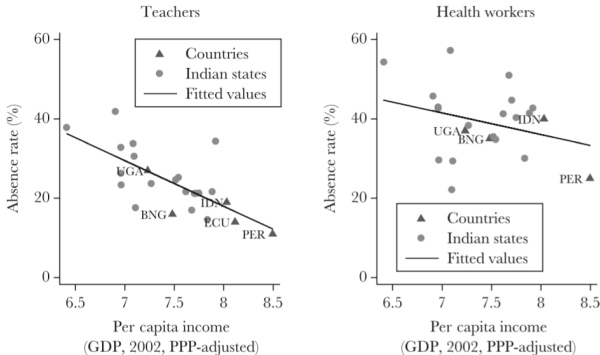 Teachers
60
40
20
0
Absence rate (%)
Countries
Indian states
Fitted values
UGA
BNG
IDN
ECU
PER
6.5 7 7.5 8 8.5
Per capita income
(GDP, 2002, PPP-adjusted)
Health workers
60
40
20
0
Absence rate (%)
IDN
UGA
BNG
PER
Countries
Indian states
Fitted values
6.5 7 7.5 8 8.5
Per capita income
(GDP, 2002, PPP-adjusted)